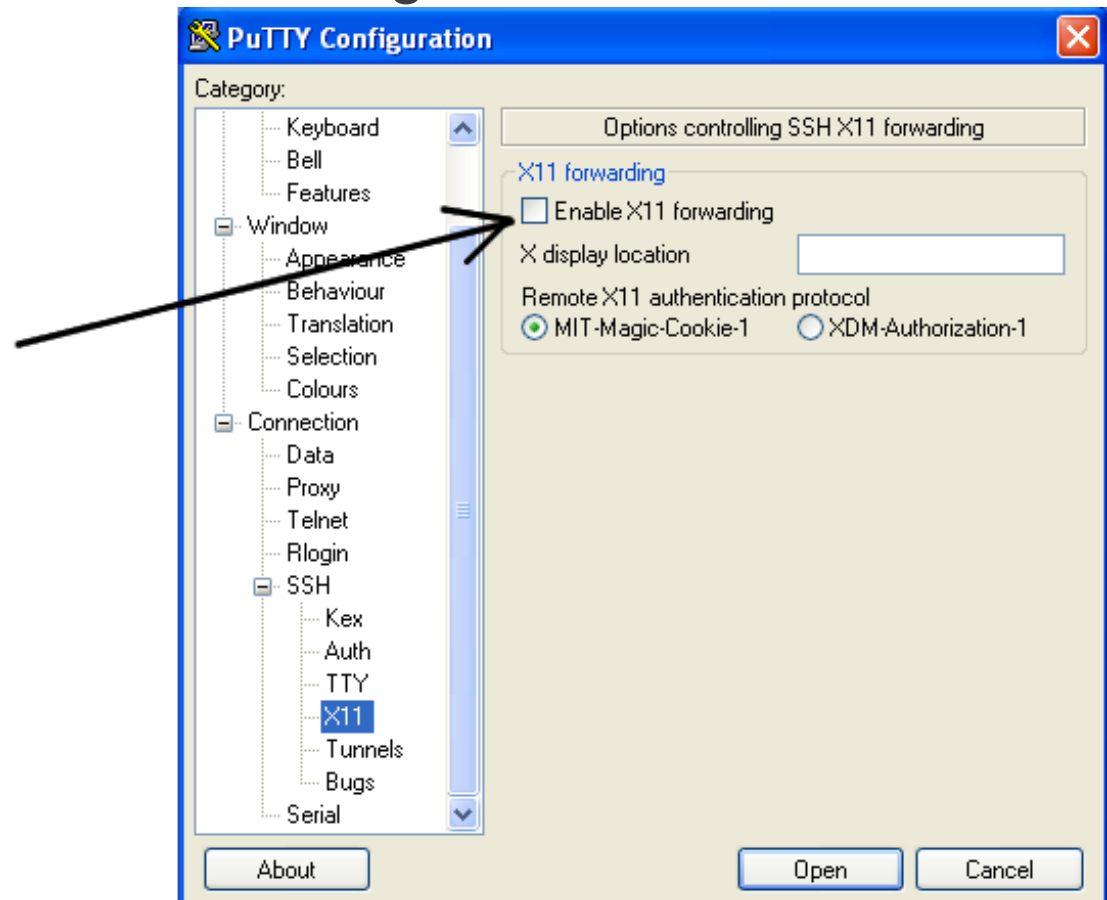 PuTTY Configuration
Category:
Keyboard
Bell
Features
Window
Appearance
Behaviour
Translation
Selection
Colours
Connection
Data
Proxy
Telnet
Rlogin
SSH
Kex
Auth
TTY
X11
Tunnels
Bugs
Serial
Options controlling SSH X11 forwarding
X11 forwarding
Enable X11 forwarding
X display location
Remote X11 authentication protocol
MIT-Magic-Cookie-1 XDM-Authorization-1
About Open Cancel